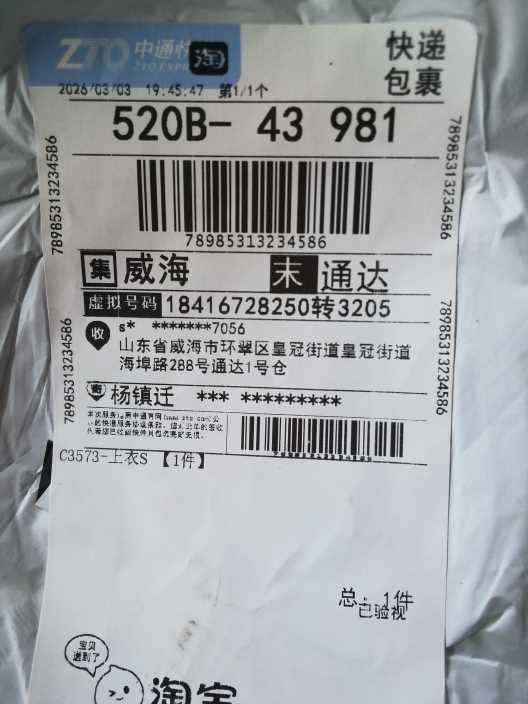 ZTO 中通快 淘
ZTO EXPR
快递
包裹
2026/03/03 19:45:47 第1/1个
520B- 43 981
78985313234586
78985313234586
78985313234586
集 威海 末 通达
虚拟号码 18416728250转3205
收 s* *******7056
山东省威海市环翠区皇冠街道皇冠街道
海埠路288号通达1号仓
78985313234586
78985313234586
寄 杨镇迁 *** *********
78985313234586
C3573-上衣S 【1件】
总: 1件
已验视
宝贝
送到了
淘宝